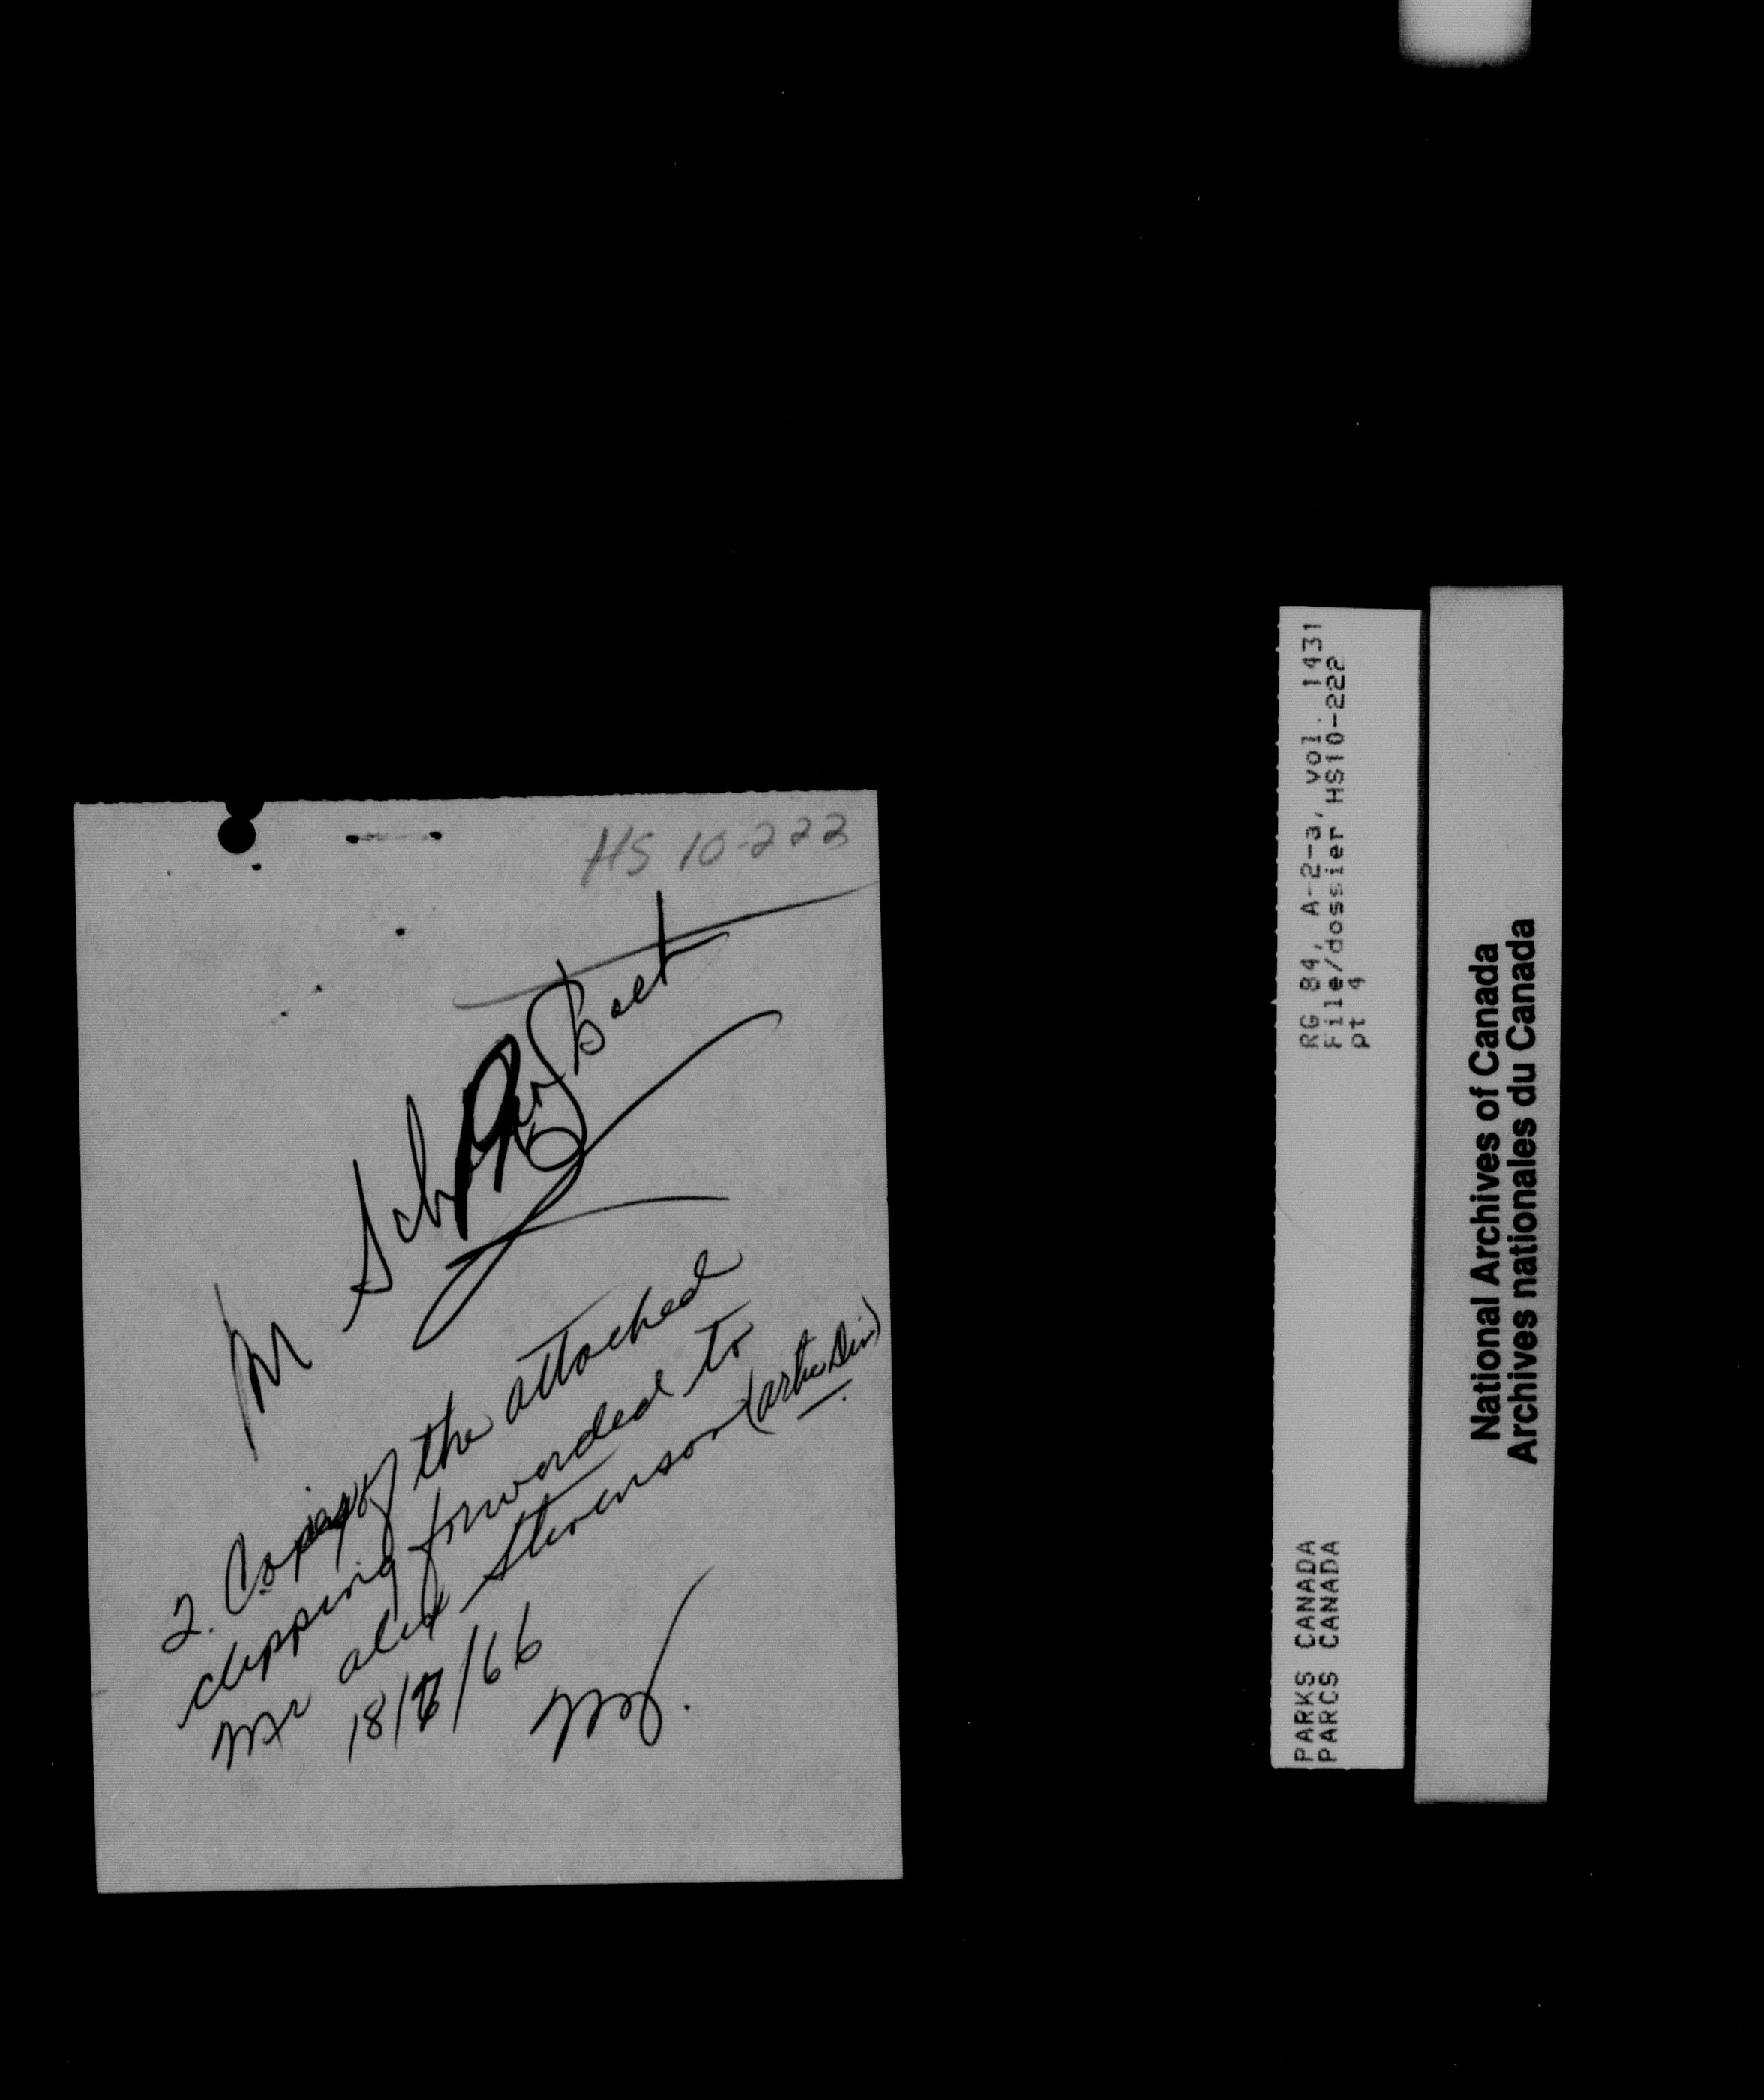 HS 10-222
M
2. Copies of the attached
clipping forwarded to
Mr Alex Stevenson (Arctic Div)
18/7/66
RG 84, A-2-a, vol. 1431
File/dossier HS10-222
pt 4
PARKS CANADA
PARCS CANADA
National Archives of Canada
Archives nationales du Canada